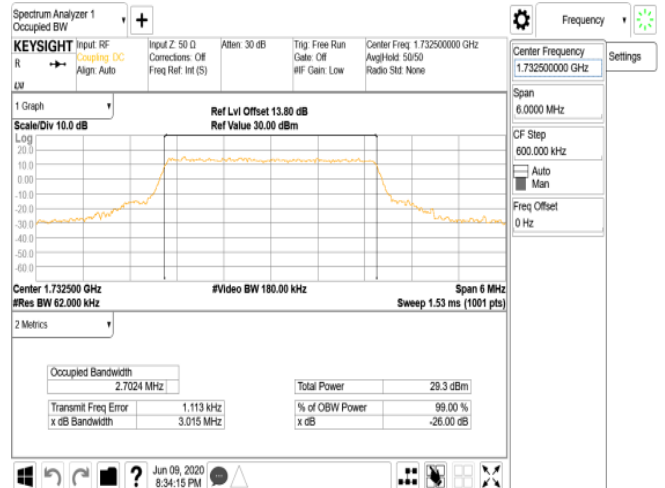 Spectrum Analyzer 1
Occupied BW
Frequency
KEYSIGHT
R
Input: RF
Coupling: DC
Align: Auto
Input Z: 50 Ω
Corrections: Off
Freq Ref: Int (S)
Atten: 30 dB
Trig: Free Run
Gate: Off
#IF Gain: Low
Center Freq: 1.732500000 GHz
Avg|Hold: 50/50
Radio Std: None
Center Frequency
1.732500000 GHz
Settings
Span
6.0000 MHz
CF Step
600.000 kHz
Auto
Man
Freq Offset
0 Hz
1 Graph
Scale/Div 10.0 dB
Ref Lvl Offset 13.80 dB
Ref Value 30.00 dBm
Log
20.0
10.0
0.00
-10.0
-20.0
-30.0
-40.0
-50.0
-60.0
Center 1.732500 GHz
#Video BW 180.00 kHz
Span 6 MHz
#Res BW 62.000 kHz
Sweep 1.53 ms (1001 pts)
2 Metrics
Occupied Bandwidth
2.7024 MHz
Total Power 29.3 dBm
Transmit Freq Error 1.113 kHz
% of OBW Power 99.00 %
x dB Bandwidth 3.015 MHz
x dB -26.00 dB
?
Jun 09, 2020
8:34:15 PM